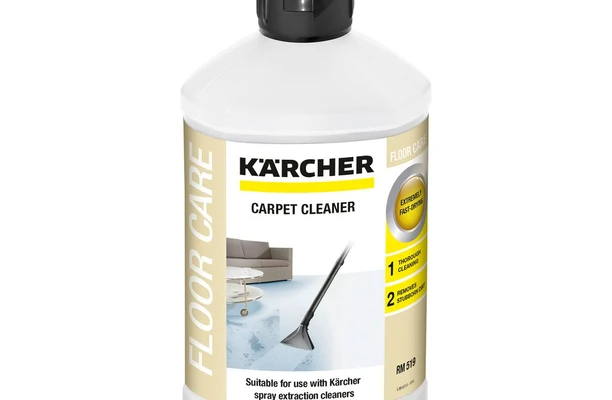 FLOOR CARE
KÄRCHER
CARPET CLEANER
Suitable for use with Kärcher
spray extraction cleaners
FLOOR CARE
EXTREMELY
FAST-DRYING
1 THOROUGH
CLEANING
2 REMOVES
STUBBORN
RM 519